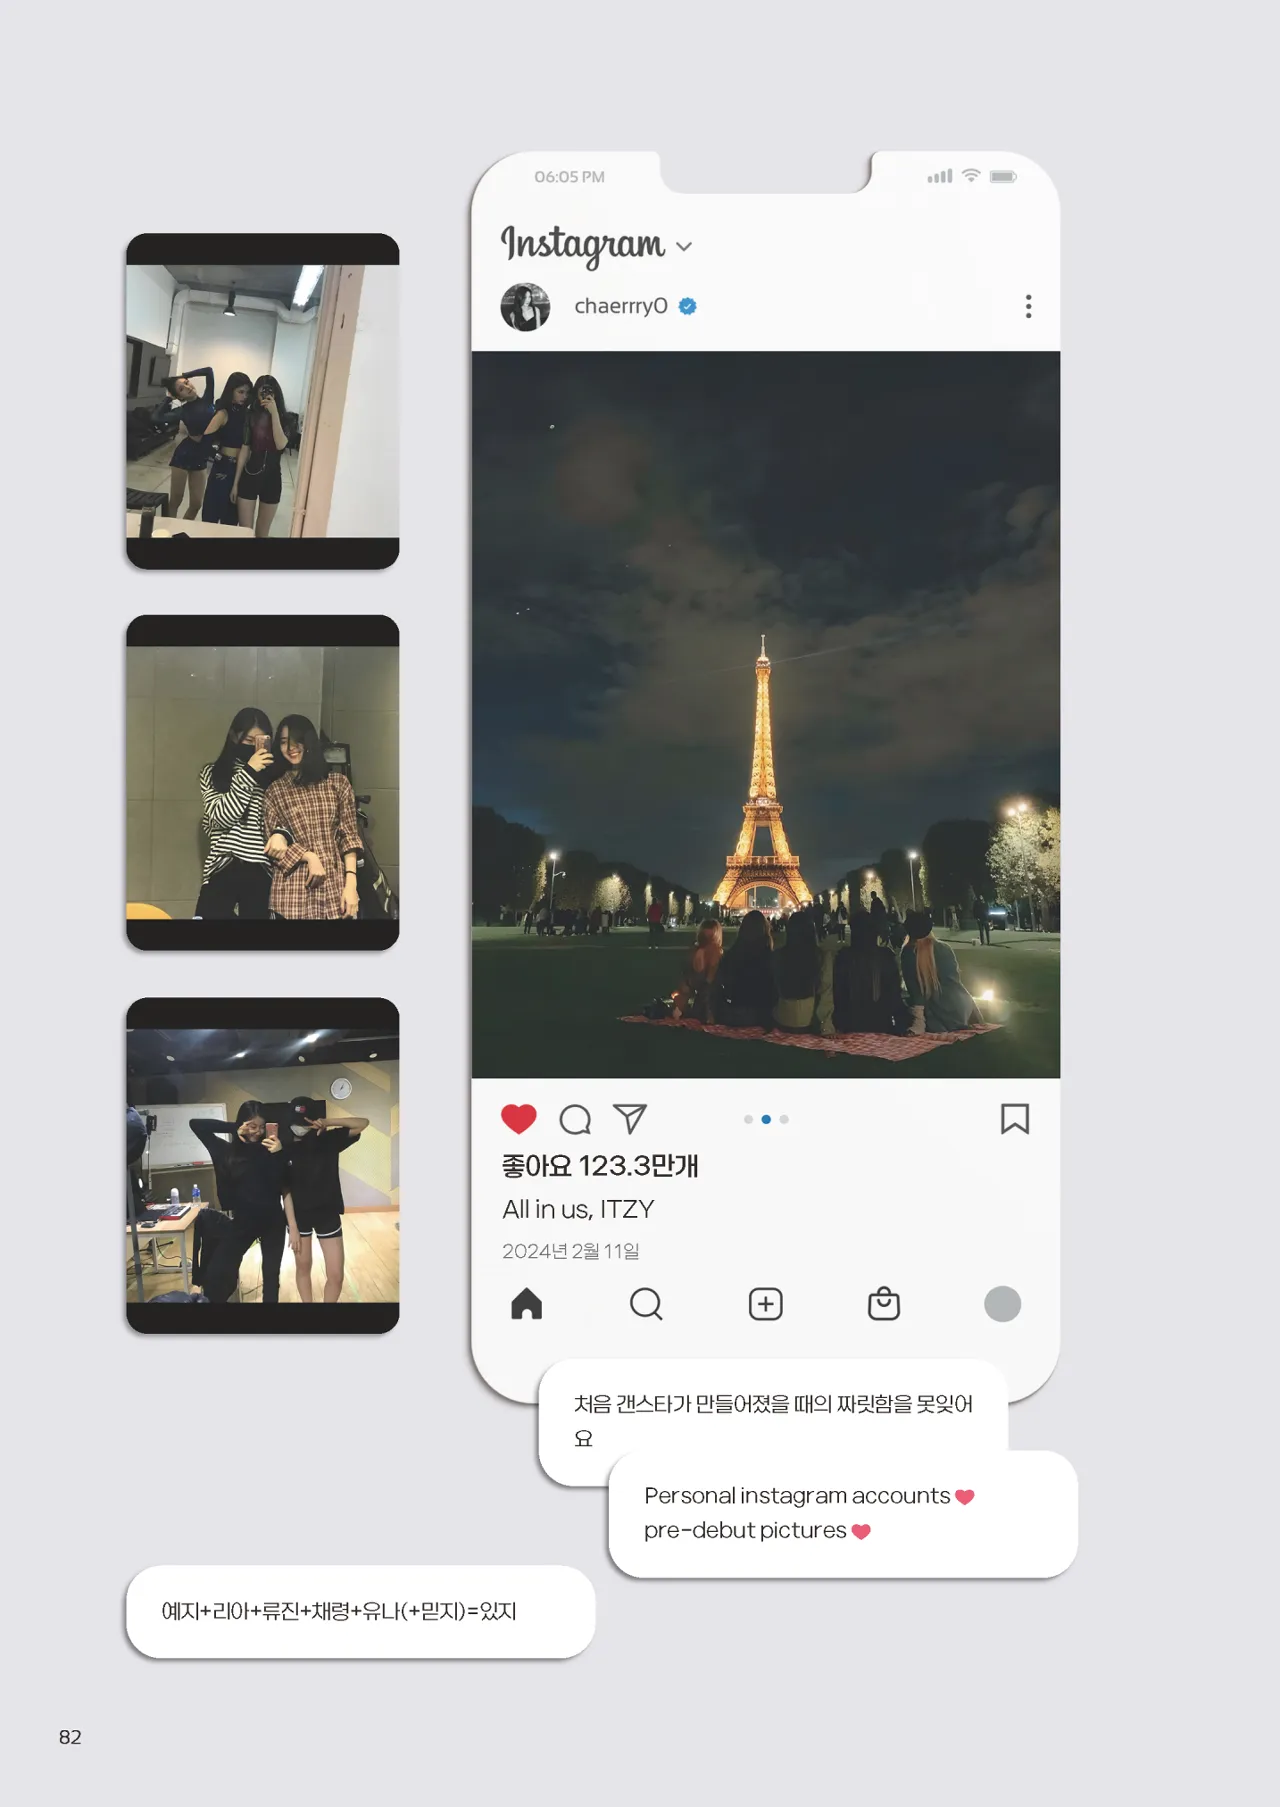 06:05 PM
Instagram
chaerrry0
좋아요 123.3만개
All in us, ITZY
2024년 2월 11일
처음 갠스타가 만들어졌을 때의 짜릿함을 못잊어
요
Personal instagram accounts ❤
pre-debut pictures ❤
예지+리아+류진+채령+유나(+믿지)=있지
82